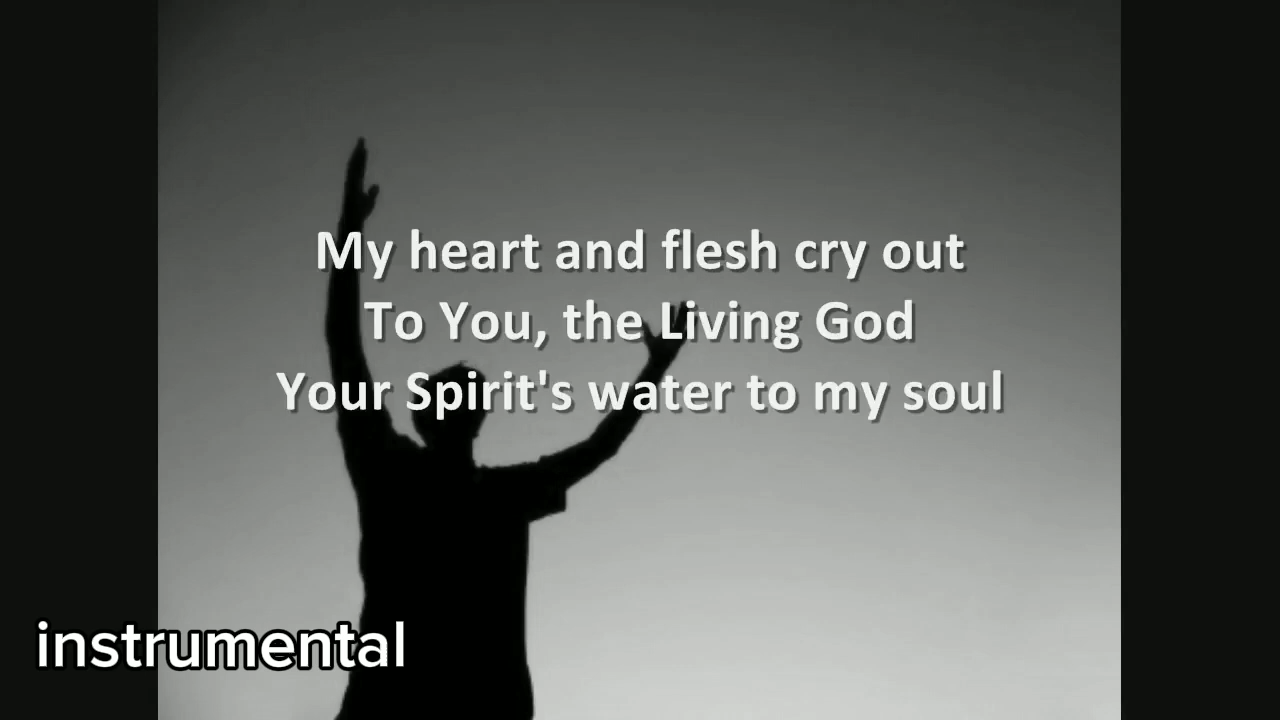 My heart and flesh cry out
To You, the Living God
Your Spirit's water to my soul
instrumental